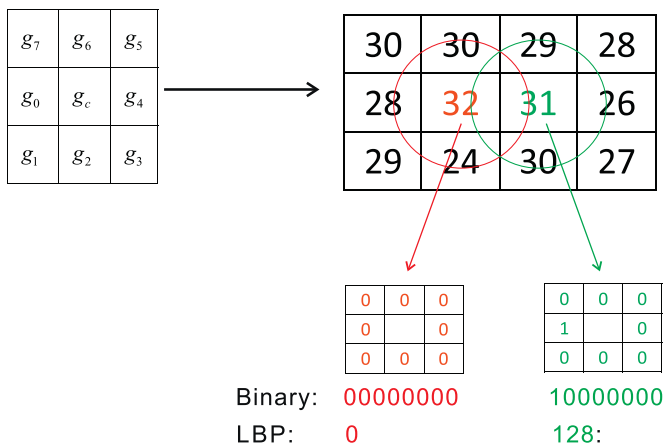 g7 g6 g5
g0 gc g4
g1 g2 g3
30 30 29 28
28 32 31 26
29 24 30 27
0 0 0
0 0
0 0 0
0 0 0
1 0
0 0 0
Binary: 00000000 10000000
LBP: 0 128: